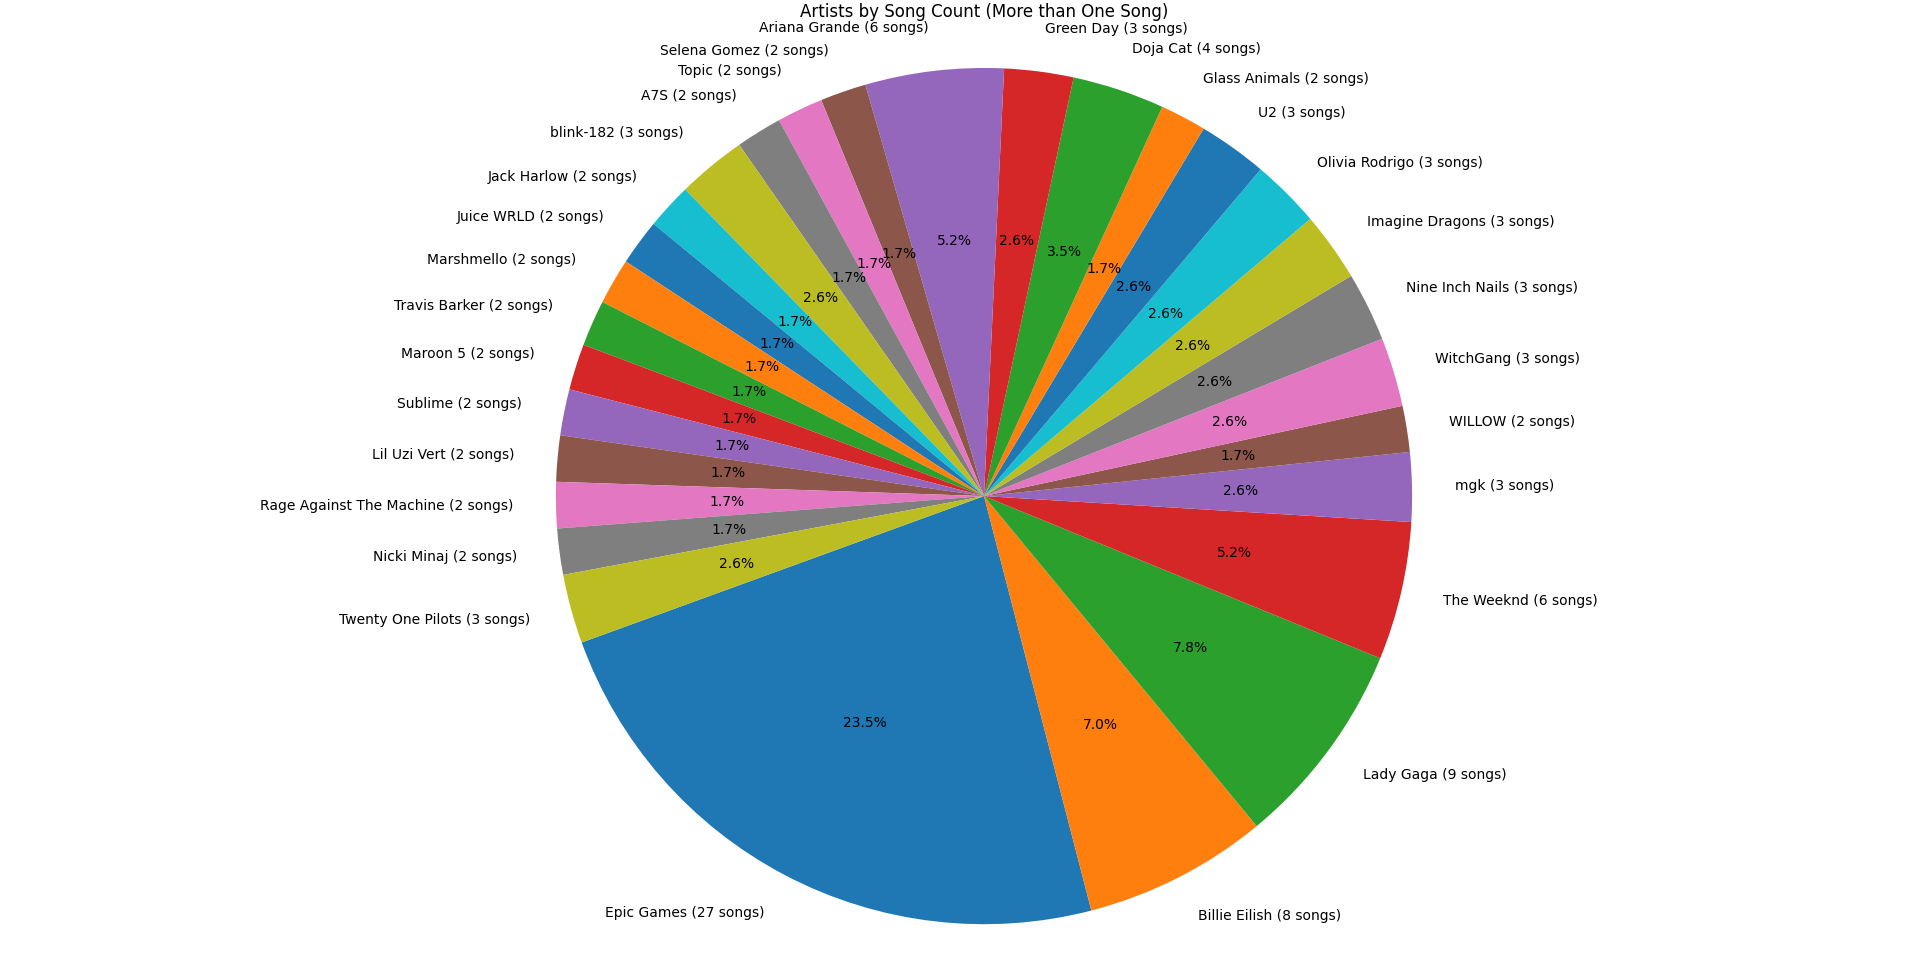 Artists by Song Count (More than One Song)
Ariana Grande (6 songs)
Green Day (3 songs)
Selena Gomez (2 songs)
Doja Cat (4 songs)
Topic (2 songs)
Glass Animals (2 songs)
A7S (2 songs)
U2 (3 songs)
blink-182 (3 songs)
Olivia Rodrigo (3 songs)
Jack Harlow (2 songs)
Juice WRLD (2 songs)
Imagine Dragons (3 songs)
Marshmello (2 songs)
Nine Inch Nails (3 songs)
Travis Barker (2 songs)
Maroon 5 (2 songs)
WitchGang (3 songs)
Sublime (2 songs)
WILLOW (2 songs)
Lil Uzi Vert (2 songs)
mgk (3 songs)
Rage Against The Machine (2 songs)
Nicki Minaj (2 songs)
The Weeknd (6 songs)
Twenty One Pilots (3 songs)
Lady Gaga (9 songs)
Epic Games (27 songs)
Billie Eilish (8 songs)
5.2%
2.6%
3.5%
1.7%
1.7%
1.7%
1.7%
2.6%
2.6%
2.6%
1.7%
2.6%
1.7%
1.7%
2.6%
1.7%
1.7%
2.6%
1.7%
1.7%
1.7%
1.7%
2.6%
1.7%
1.7%
5.2%
2.6%
7.8%
23.5%
7.0%